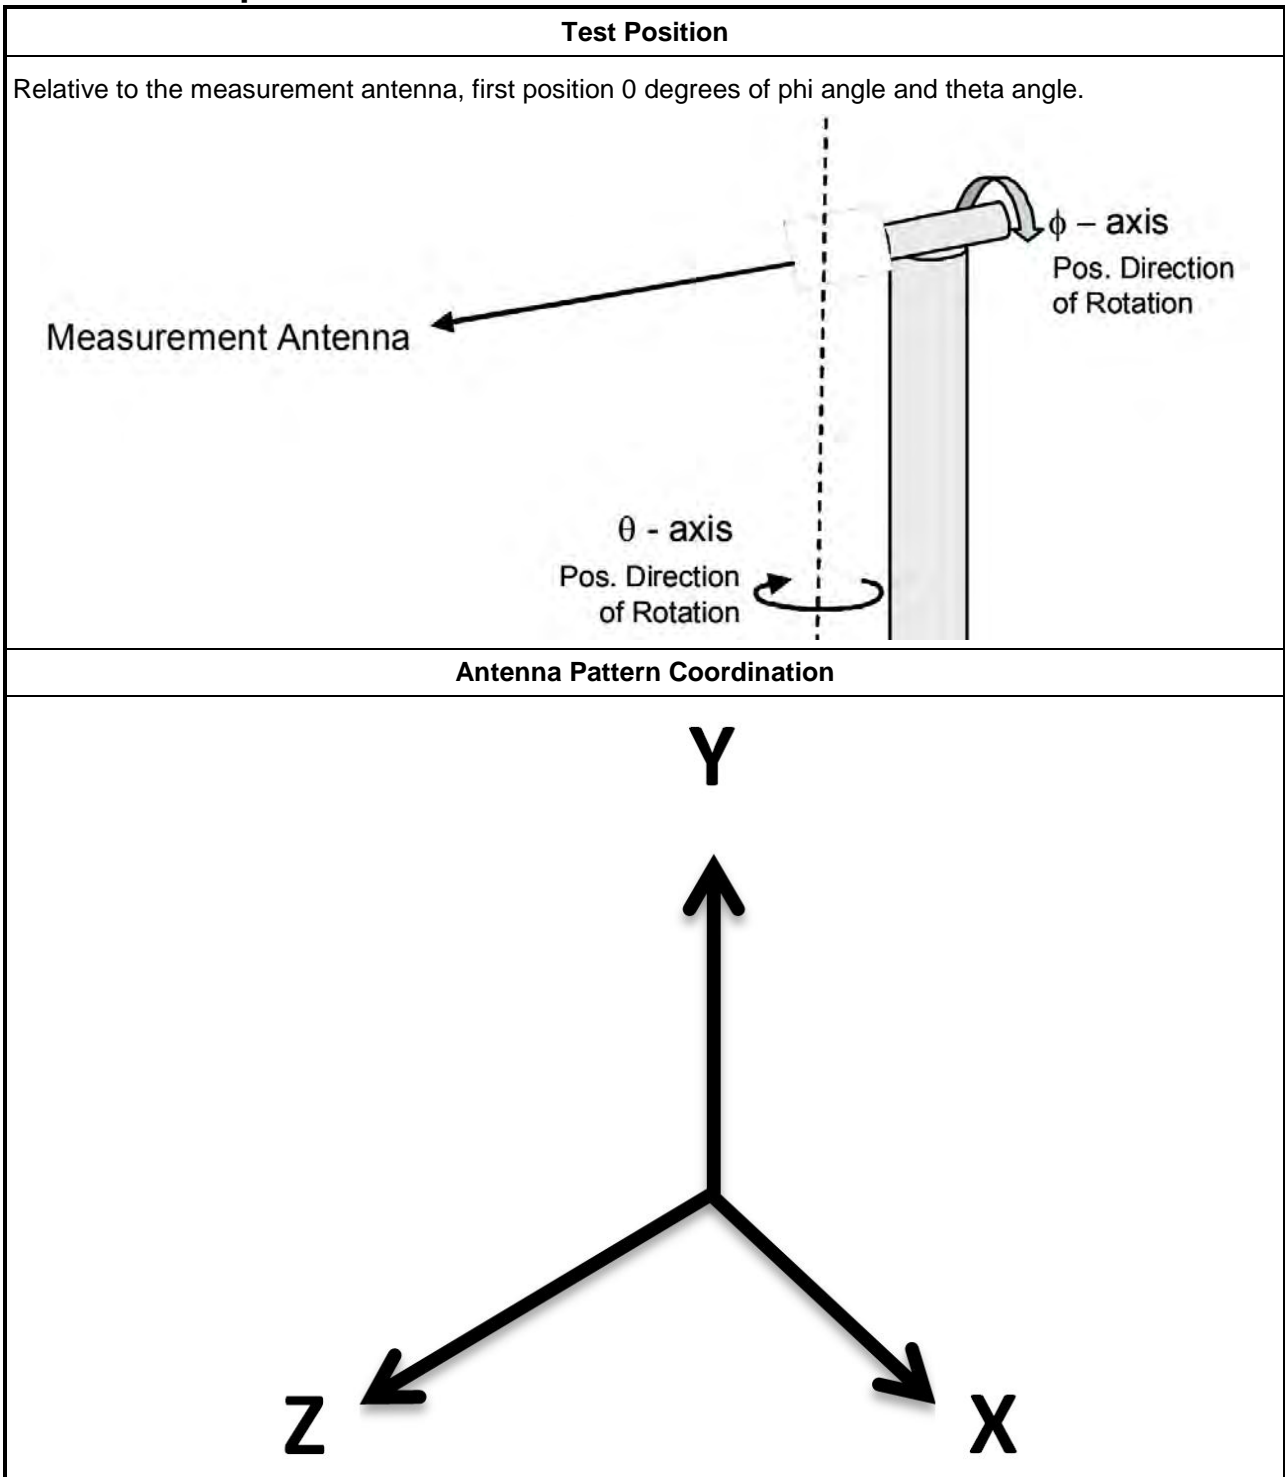 Test Position
Relative to the measurement antenna, first position 0 degrees of phi angle and theta angle.
ϕ – axis
Pos. Direction
of Rotation
Measurement Antenna
θ - axis
Pos. Direction
of Rotation
Antenna Pattern Coordination
Y
Z
X